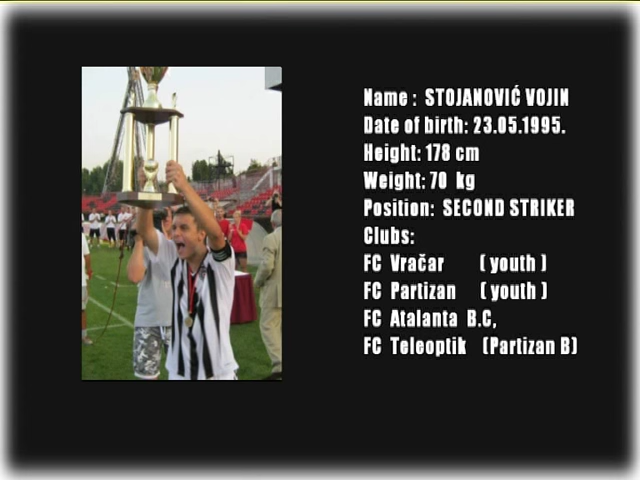 Name : STOJANOVIĆ VOJIN
Date of birth: 23.05.1995.
Height: 178 cm
Weight: 70 kg
Position: SECOND STRIKER
Clubs:
FC Vračar ( youth )
FC Partizan ( youth )
FC Atalanta B.C,
FC Teleoptik (Partizan B)